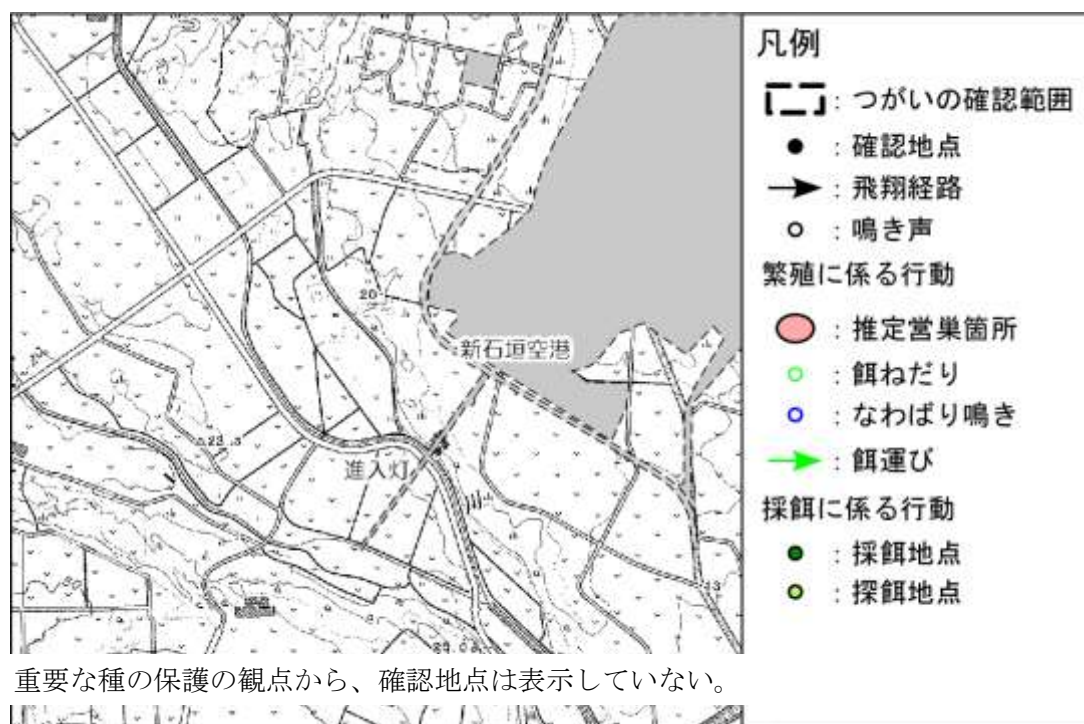 凡例
：つがいの確認範囲
：確認地点
：飛翔経路
：鳴き声
繁殖に係る行動
：推定営巣箇所
：餌ねだり
：なわばり鳴き
：餌運び
採餌に係る行動
：採餌地点
：探餌地点
20
新石垣空港
23.3
進入灯
重要な種の保護の観点から、確認地点は表示していない。